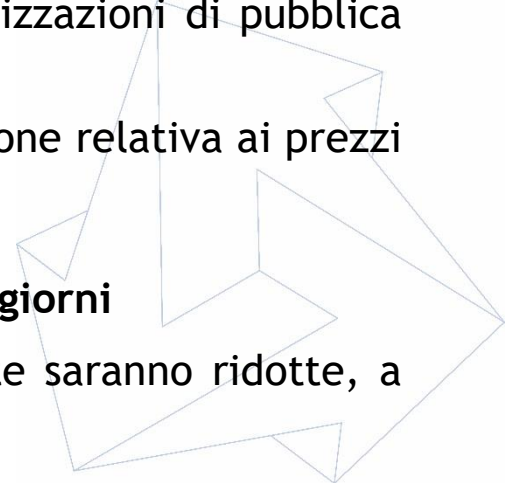 izzazioni di pubblica
one relativa ai prezzi
giorni
e saranno ridotte, a